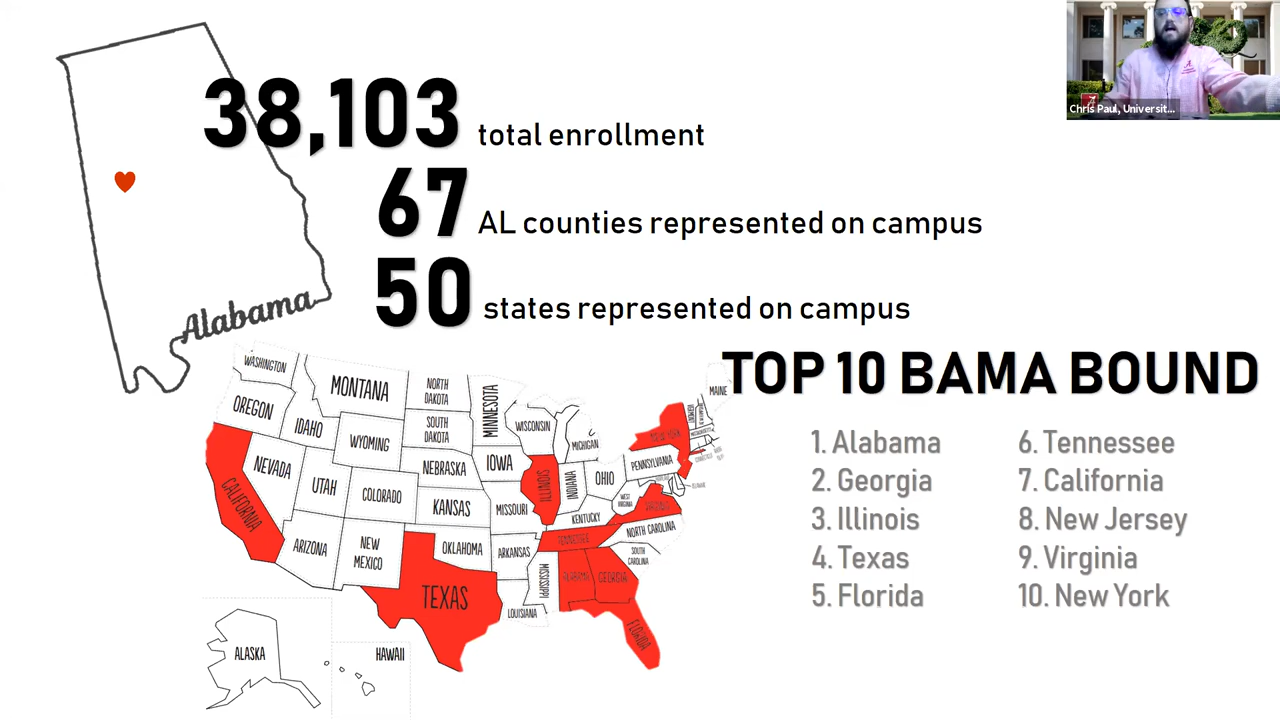 38,103 total enrollment
67 AL counties represented on campus
50 states represented on campus
Alabama
Chris Paul, Universit...
TOP 10 BAMA BOUND
1. Alabama
2. Georgia
3. Illinois
4. Texas
5. Florida
6. Tennessee
7. California
8. New Jersey
9. Virginia
10. New York
WASHINGTON
MONTANA
NORTH
DAKOTA
MINNESOTA
MAINE
OREGON
IDAHO
WYOMING
SOUTH
DAKOTA
WISCONSIN
MICHIGAN
NEW YORK
NEVADA
UTAH
COLORADO
NEBRASKA
IOWA
ILLINOIS
INDIANA
OHIO
PENNSYLVANIA
CALIFORNIA
KANSAS
MISSOURI
KENTUCKY
WEST
VIRGINIA
VIRGINIA
ARIZONA
NEW
MEXICO
OKLAHOMA
ARKANSAS
TENNESSEE
NORTH CAROLINA
SOUTH
CAROLINA
TEXAS
LOUISIANA
MISSISSIPPI
ALABAMA
GEORGIA
FLORIDA
ALASKA
HAWAII